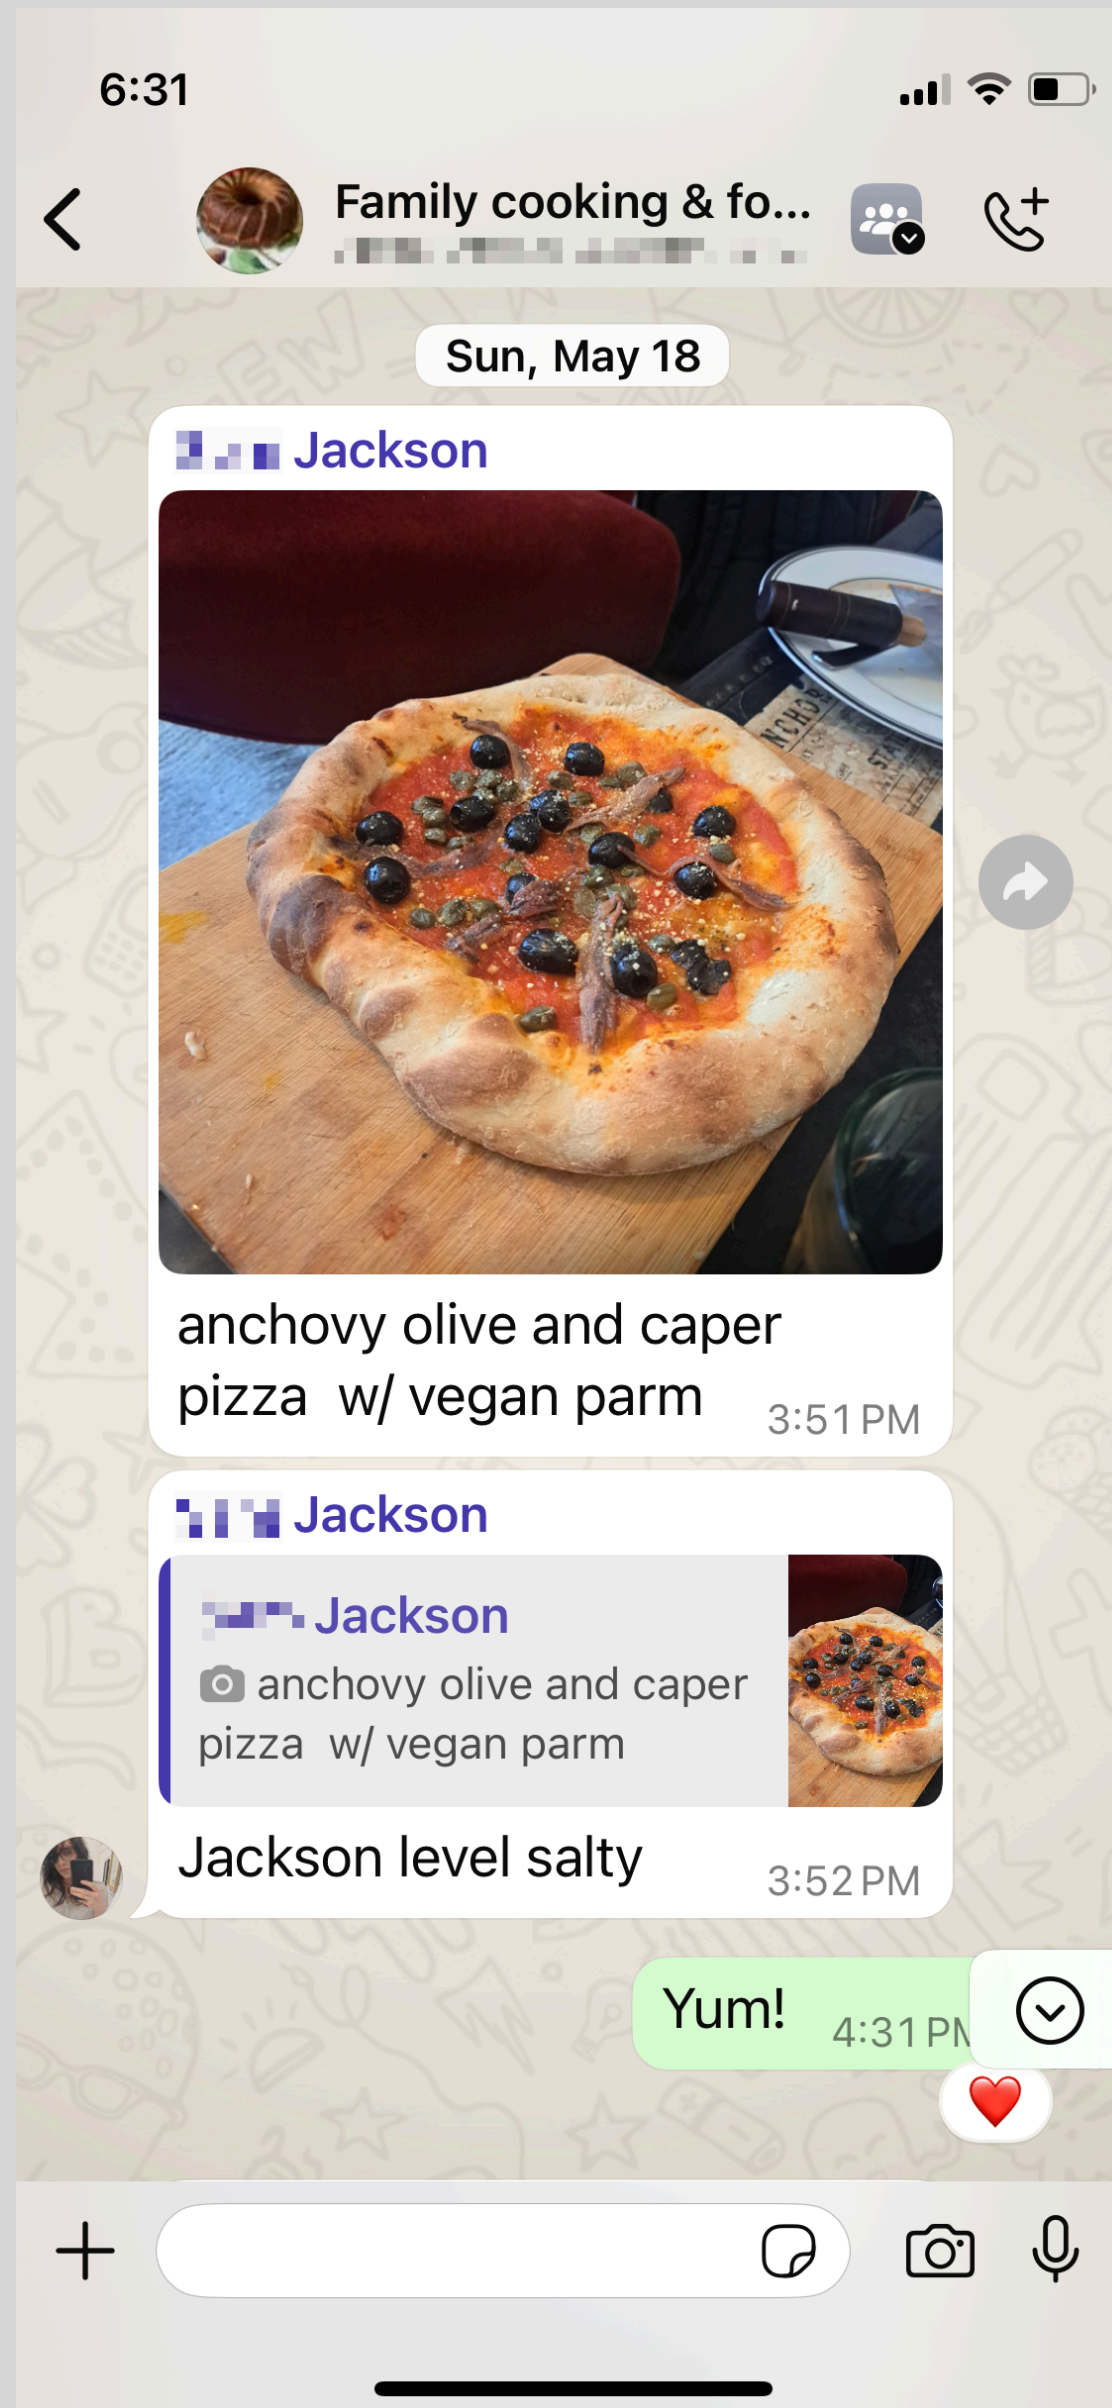 6:31
Family cooking & fo...
Sun, May 18
Jackson
NCHO
anchovy olive and caper
pizza w/ vegan parm
3:51 PM
Jackson
Jackson
anchovy olive and caper
pizza w/ vegan parm
Jackson level salty
3:52 PM
Yum!
4:31 PM